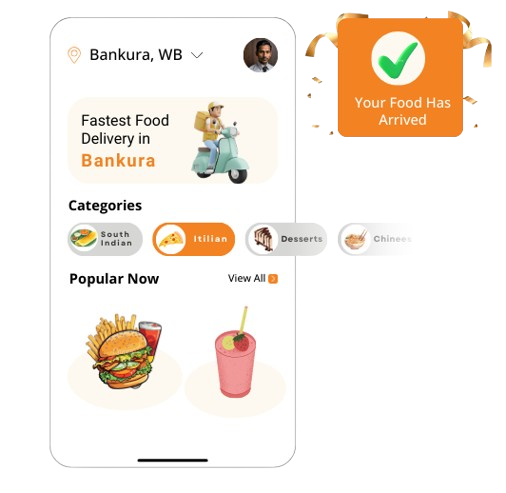 Bankura, WB
Your Food Has
Arrived
Fastest Food
Delivery in
Bankura
Categories
South
Indian
Itilian
Desserts
Chinees
Popular Now
View All